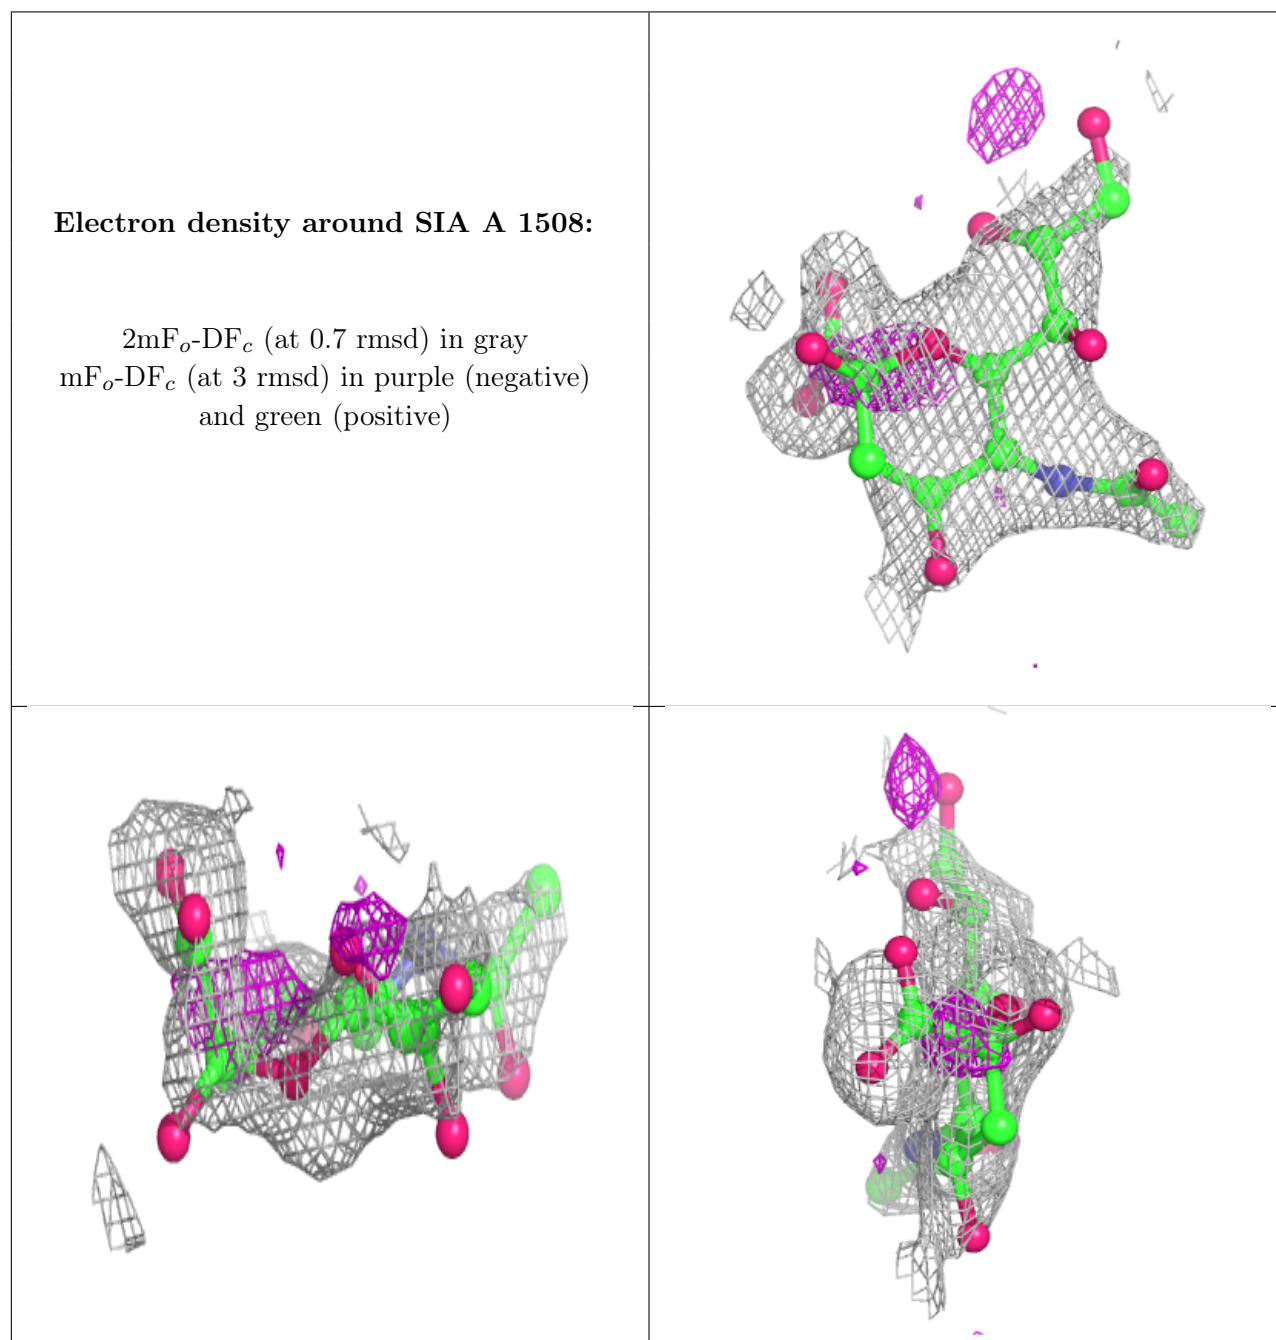 Electron density around SIA A 1508:
2mFo-DFc (at 0.7 rmsd) in gray
mFo-DFc (at 3 rmsd) in purple (negative)
and green (positive)